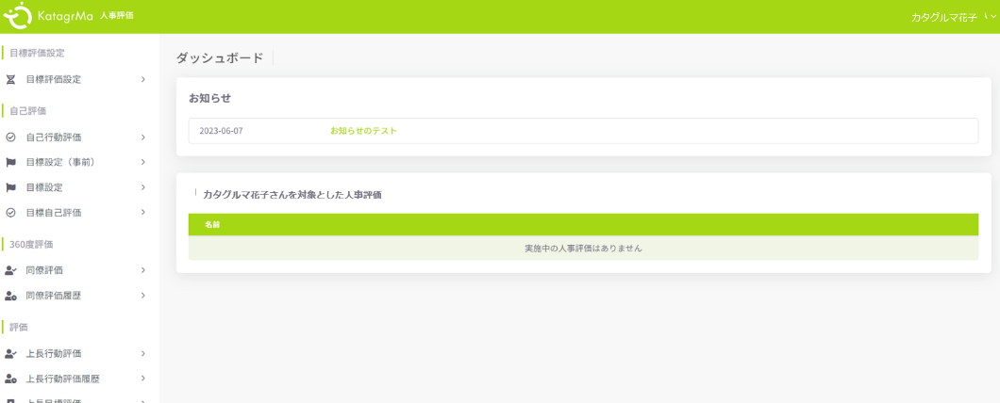 KatagrMa 人事評価
カタグルマ花子
目標評価設定
目標評価設定
自己評価
自己行動評価
目標設定（事前）
目標設定
目標自己評価
360度評価
同僚評価
同僚評価履歴
評価
上長行動評価
上長行動評価履歴
上長目標評価
ダッシュボード
お知らせ
2023-06-07 お知らせのテスト
カタグルマ花子さんを対象とした人事評価
名前
実施中の人事評価はありません